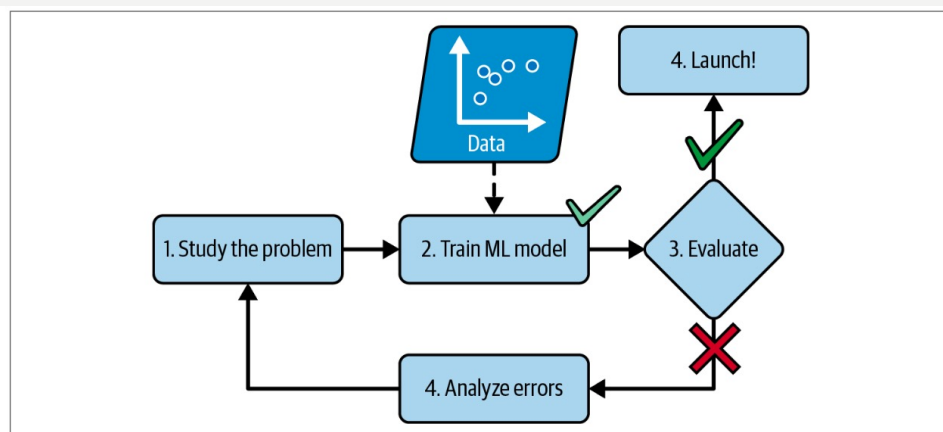 Data
4. Launch!
1. Study the problem
2. Train ML model
3. Evaluate
4. Analyze errors